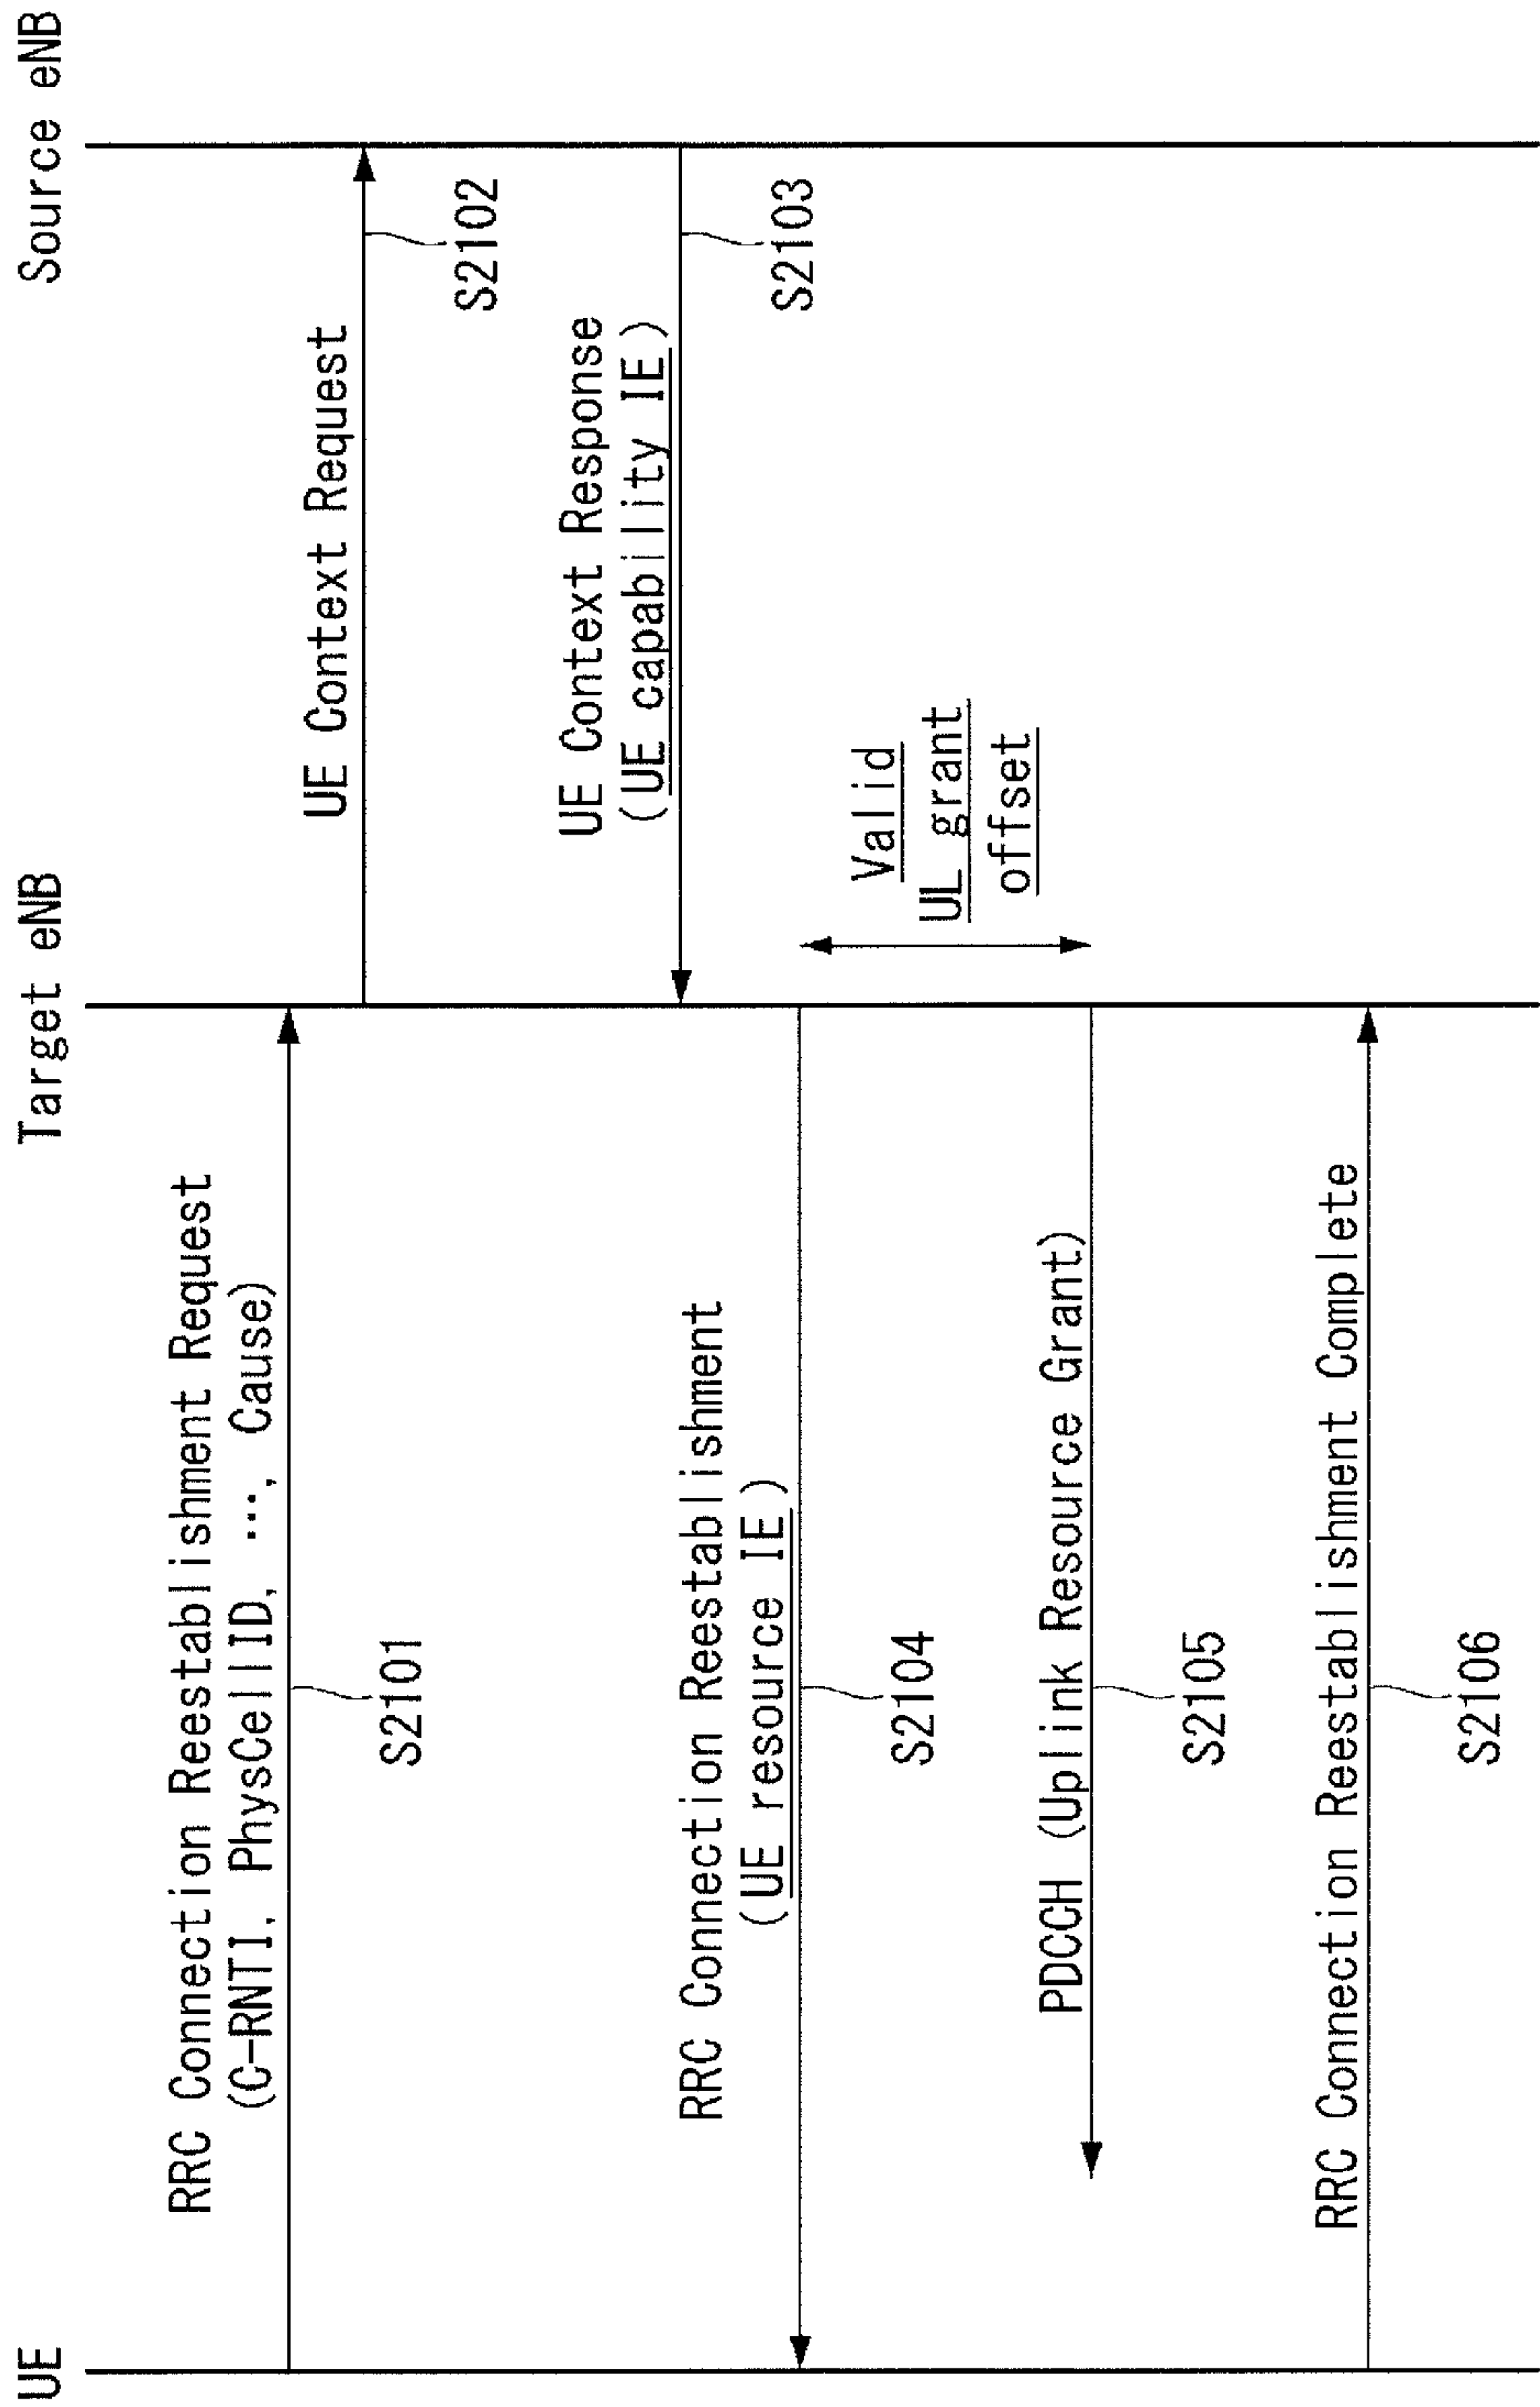 UE
Target eNB
Source eNB
RRC Connection Reestablishment Request
(C-RNTI, PhysCellID, ..., Cause)
S2101
UE Context Request
S2102
UE Context Response
(UE capability IE)
S2103
RRC Connection Reestablishment
(UE resource IE)
S2104
Valid
UL grant
offset
PDCCH (Uplink Resource Grant)
S2105
RRC Connection Reestablishment Complete
S2106